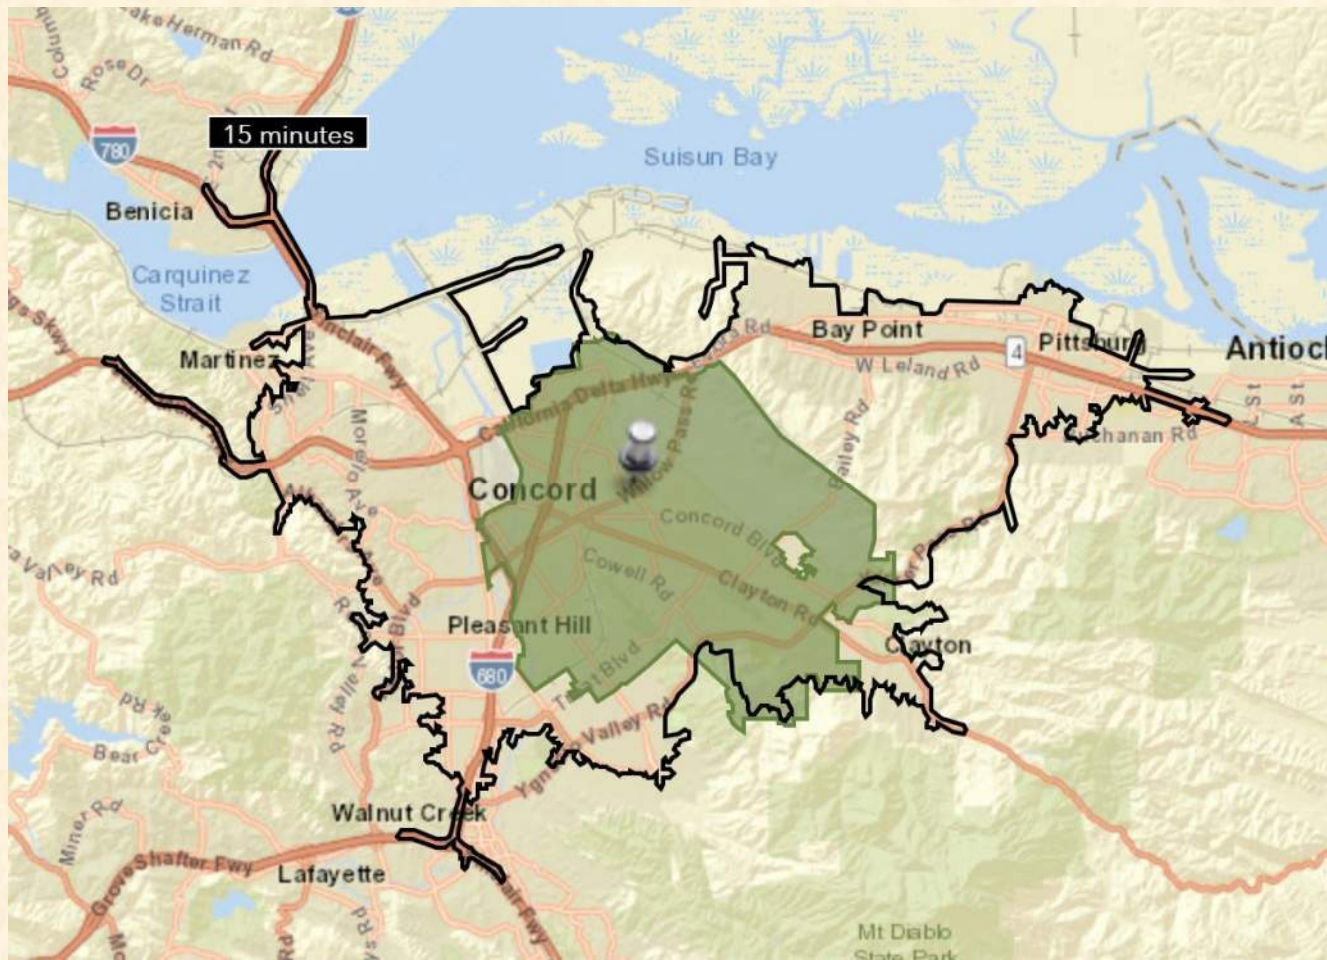 Lake Herman Rd
Rose Dr
15 minutes
780
Suisun Bay
Benicia
Carquinez
Strait
Bay Point
Pittsburg
4
W Leland Rd
Antioch
Martinez
L St
A St
Buchanan Rd
California Delta Hwy
Morello Ave
Bailey Rd
Willow Pass Rd
Concord
Concord Blvd
Cowell Rd
Clayton Rd
Pleasant Hill
Clayton
680
Treat Blvd
Ygnacio Valley Rd
Bear Creek Rd
Walnut Creek
Miner Rd
Grove Shafter Fwy
Lafayette
Mt Diablo
State Park